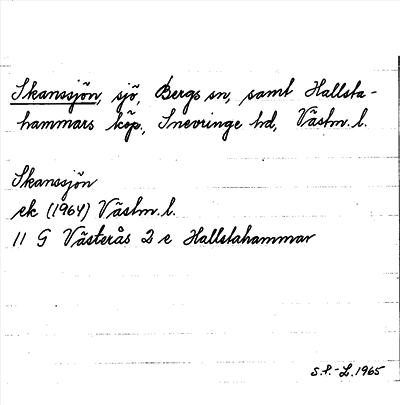 Skanssjön, sjö, Bergs sn, samt Hallsta-
hammars köp., Snevringe hd, Västm. l.
Skanssjön
ek (1964) Västm. l.
11 G Västerås 2 e Hallstahammar
S.P.-L. 1965